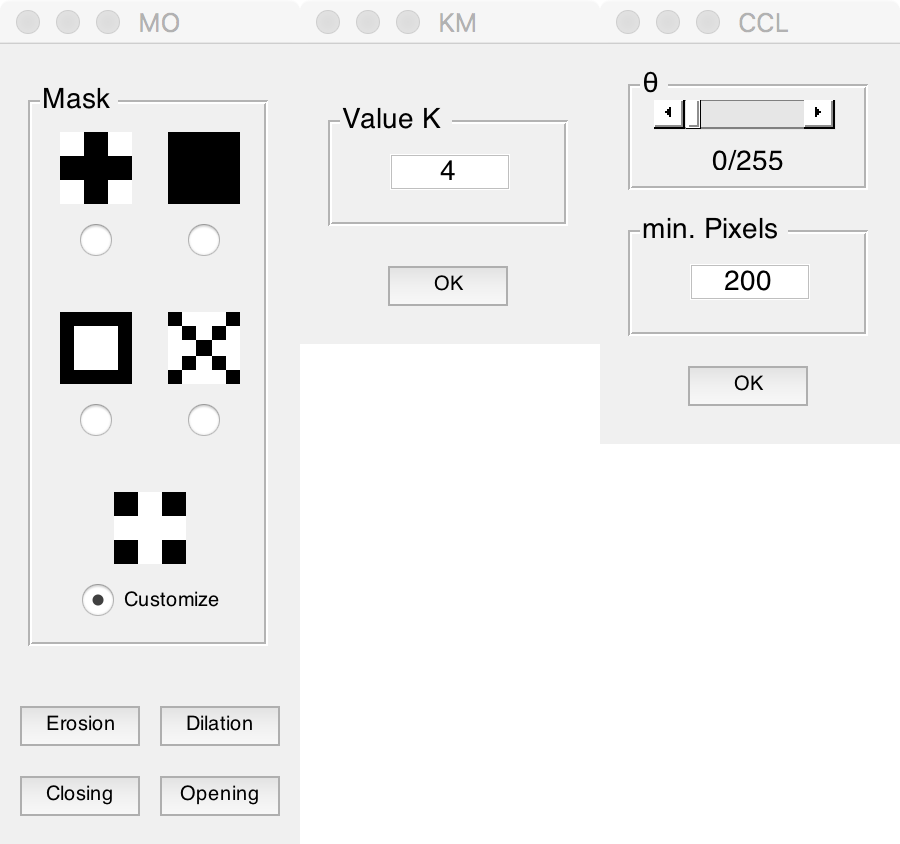 MO
Mask
Customize
Erosion
Dilation
Closing
Opening
KM
Value K
4
OK
CCL
θ
0/255
min. Pixels
200
OK